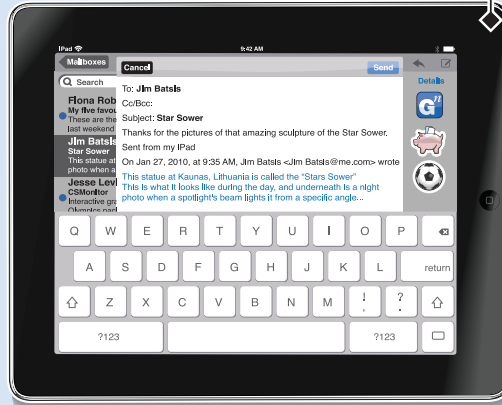 iPad 9:42 AM
Mailboxes
Cancel
Send
Search
Details
To: Jim Batsis
Cc/Bcc:
Subject: Star Sower
Thanks for the pictures of that amazing sculpture of the Star Sower.
Sent from my iPad
On Jan 27, 2010, at 9:35 AM, Jim Batsis <Jim Batsis@me.com> wrote
This statue at Kaunas, Lithuania is called the "Stars Sower"
This is what it looks like during the day, and underneath is a night
photo when a spotlight's beam lights it from a specific angle...
Fiona Rob
My five favou
These are the
last weekend
Jim Batsis
Star Sower
This statue at
photo when a
Jesse Levi
CSMonitor
Interactive gra
Olympics
G"
Q W E R T Y U I O P
A S D F G H J K L return
Z X C V B N M ! , ? .
?123 ?123